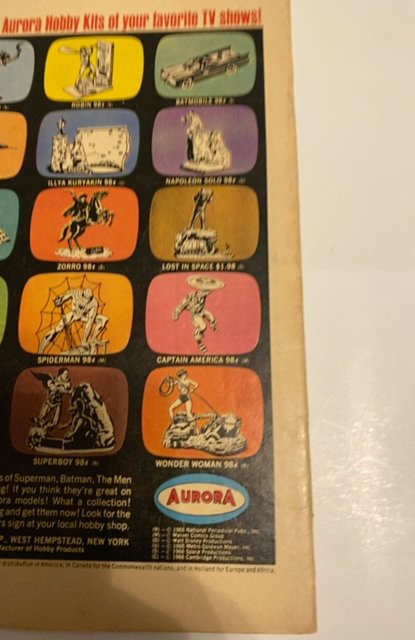 Aurora Hobby Kits of your favorite TV shows!
ROBIN 98¢
BATMOBILE 98¢
ILLYA KURYAKIN 98¢
NAPOLEON SOLO 98¢
ZORRO 98¢
LOST IN SPACE $1.98
SPIDERMAN 98¢ (M)
CAPTAIN AMERICA 98¢ (M)
SUPERBOY 98¢ (N)
WONDER WOMAN 98¢ (N)
s of Superman, Batman, The Men
g! If you think they're great on
ora models! What a collection!
g and get them now! Look for the
rs sign at your local hobby shop.
AURORA
P., WEST HEMPSTEAD, NEW YORK
facturer of Hobby Products
© 1966 National Periodical Pubs., Inc.
Marvel Comics Group
Walt Disney Productions
© 1966 Metro-Goldwyn Mayer, Inc.
© 1966 Space Productions
© 1966 Cambridge Productions, Inc.
distribution in America; in Canada for the Commonwealth nations, and in Holland for Europe and Africa.